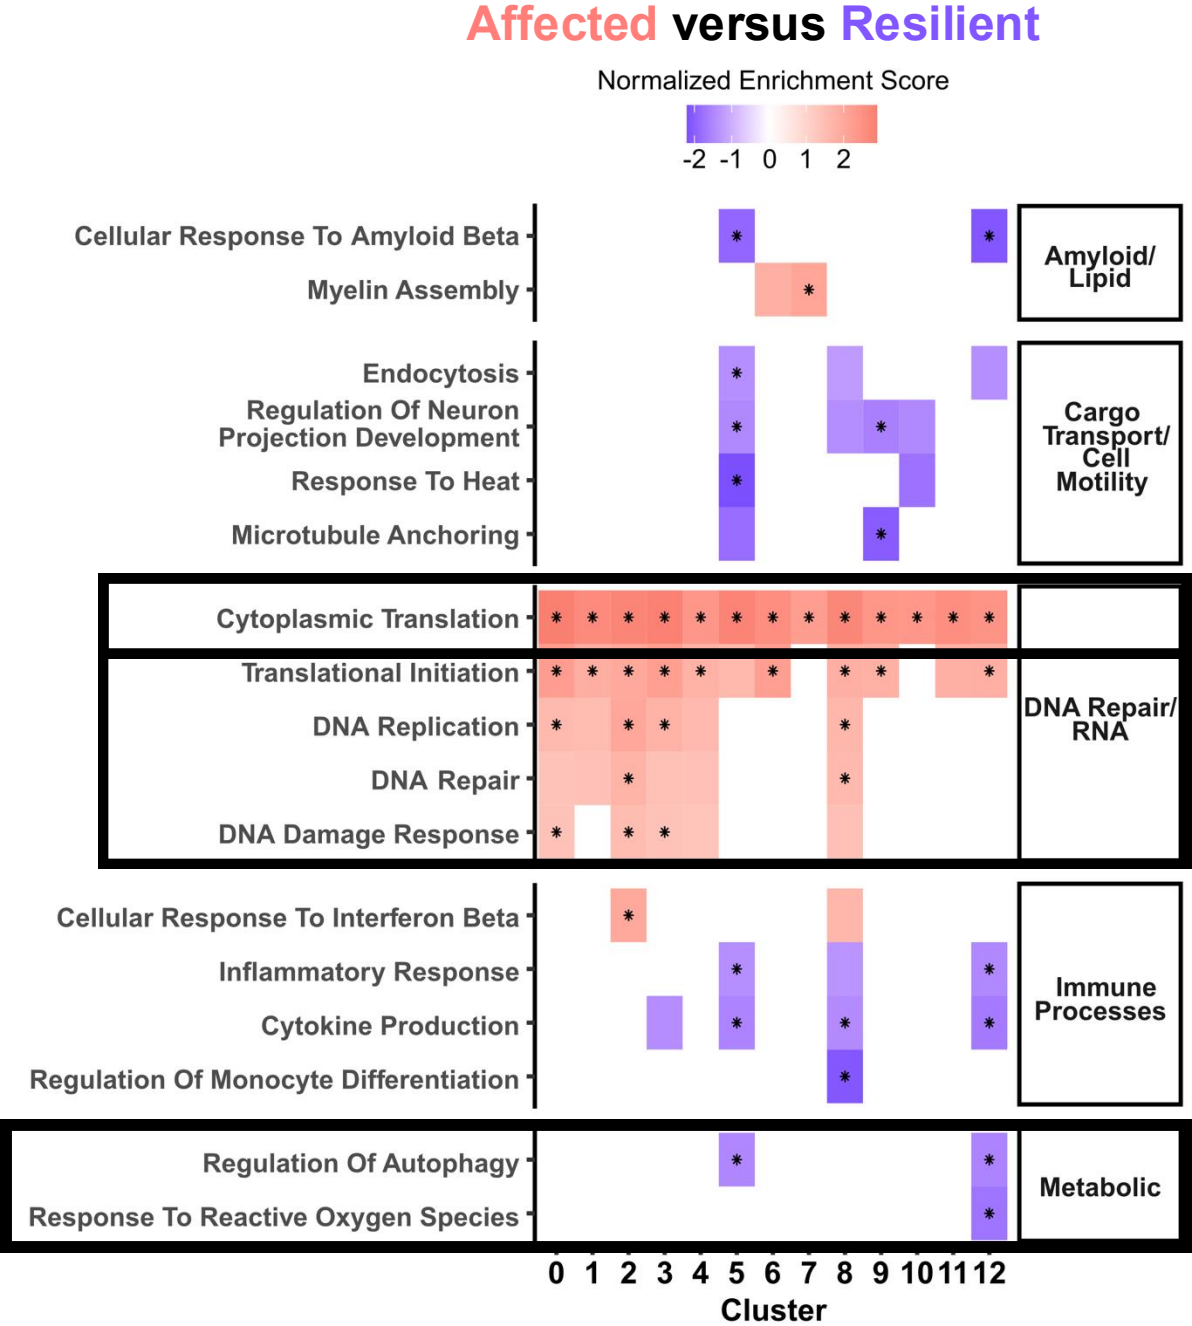 Affected versus Resilient
Normalized Enrichment Score
-2 -1 0 1 2
Cellular Response To Amyloid Beta
Myelin Assembly
Amyloid/
Lipid
Endocytosis
Regulation Of Neuron
Projection Development
Response To Heat
Microtubule Anchoring
Cargo
Transport/
Cell
Motility
Cytoplasmic Translation
* * * * * * * * * * * * *
Translational Initiation
* * * * * * * * *
DNA Replication
* * * *
DNA Repair
* *
DNA Damage Response
* * *
DNA Repair/
RNA
Cellular Response To Interferon Beta
Inflammatory Response
Cytokine Production
Regulation Of Monocyte Differentiation
Immune
Processes
Regulation Of Autophagy
Response To Reactive Oxygen Species
Metabolic
0 1 2 3 4 5 6 7 8 9 10 11 12
Cluster